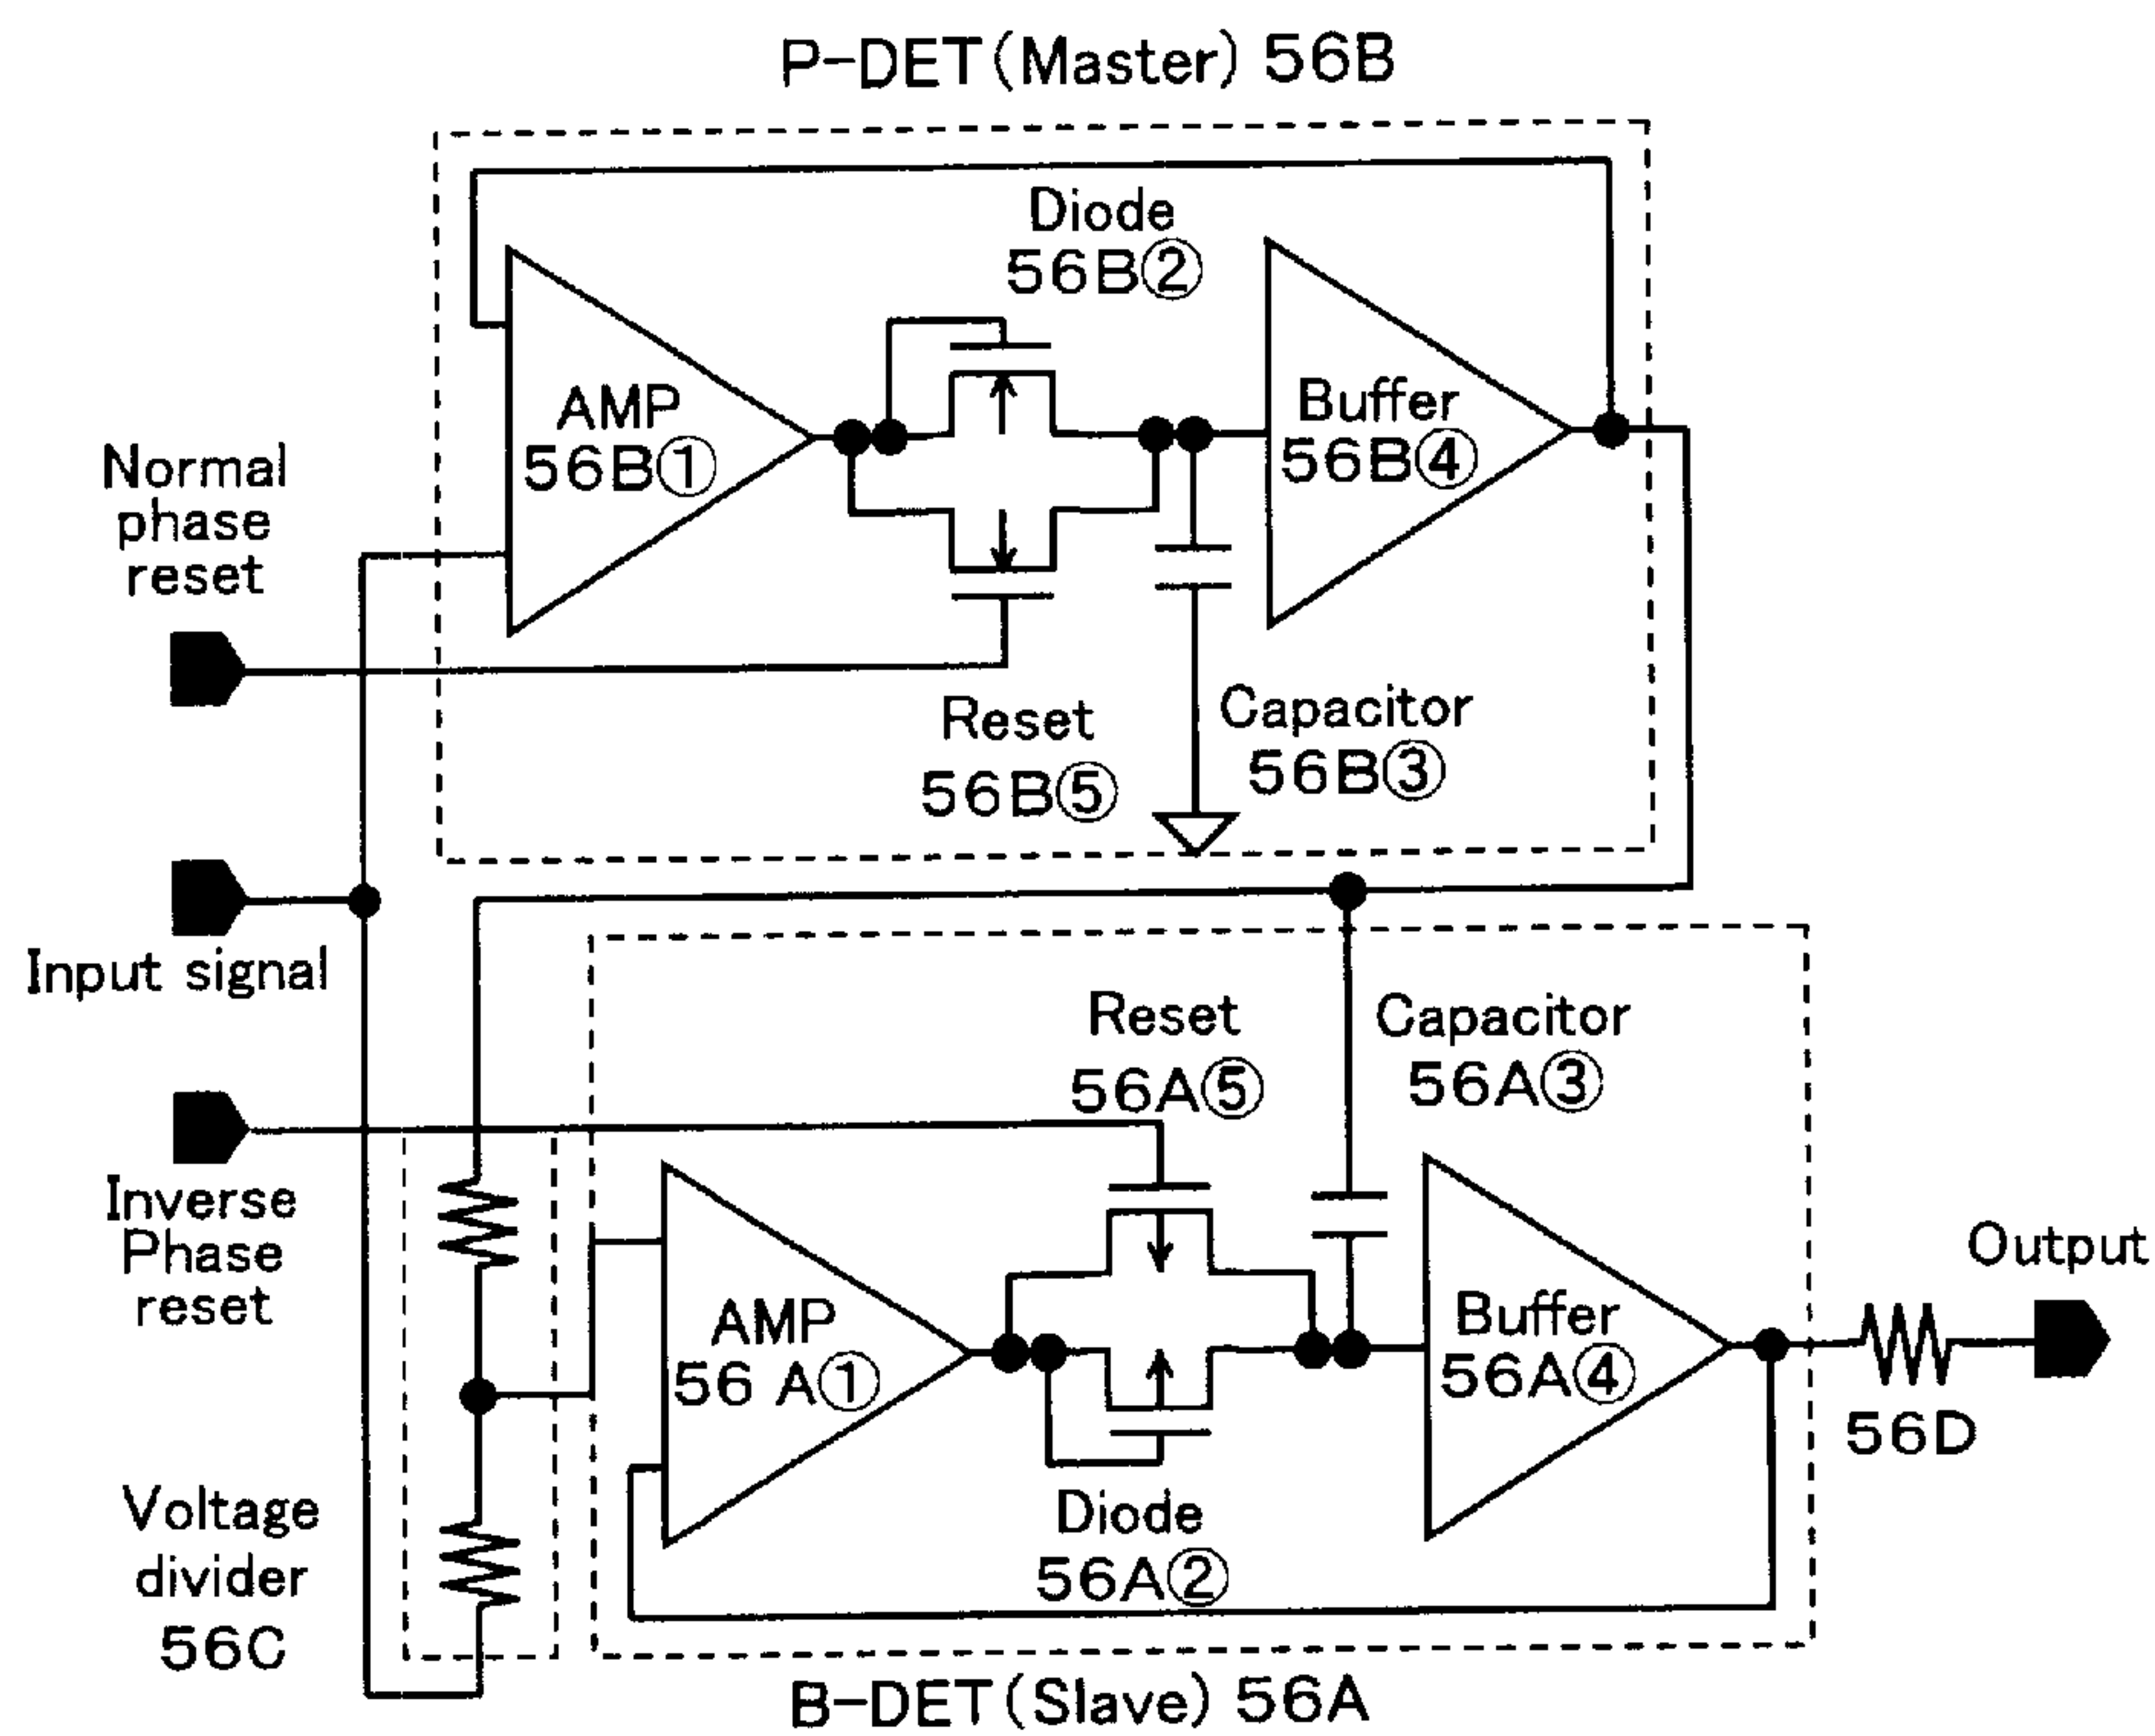 P-DET(Master) 56B
Diode
56B②
AMP
56B①
Buffer
56B④
Normal
phase
reset
Reset
56B⑤
Capacitor
56B③
Input signal
Reset
56A⑤
Capacitor
56A③
Inverse
Phase
reset
AMP
56 A①
Buffer
56A④
Output
56D
Voltage
divider
56C
Diode
56A②
B-DET(Slave) 56A